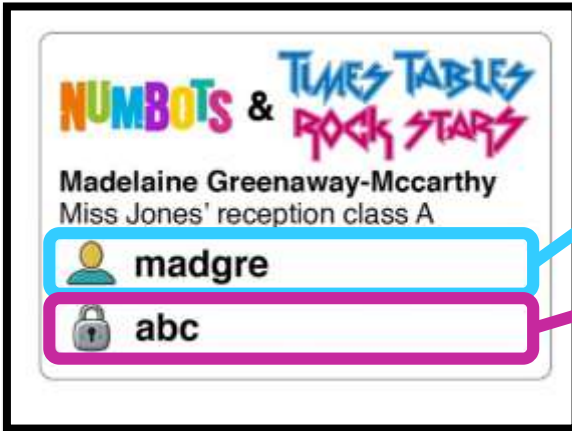 NUMBOTS & TIMES TABLES ROCK STARS
Madelaine Greenaway-Mccarthy
Miss Jones' reception class A
madgre
abc